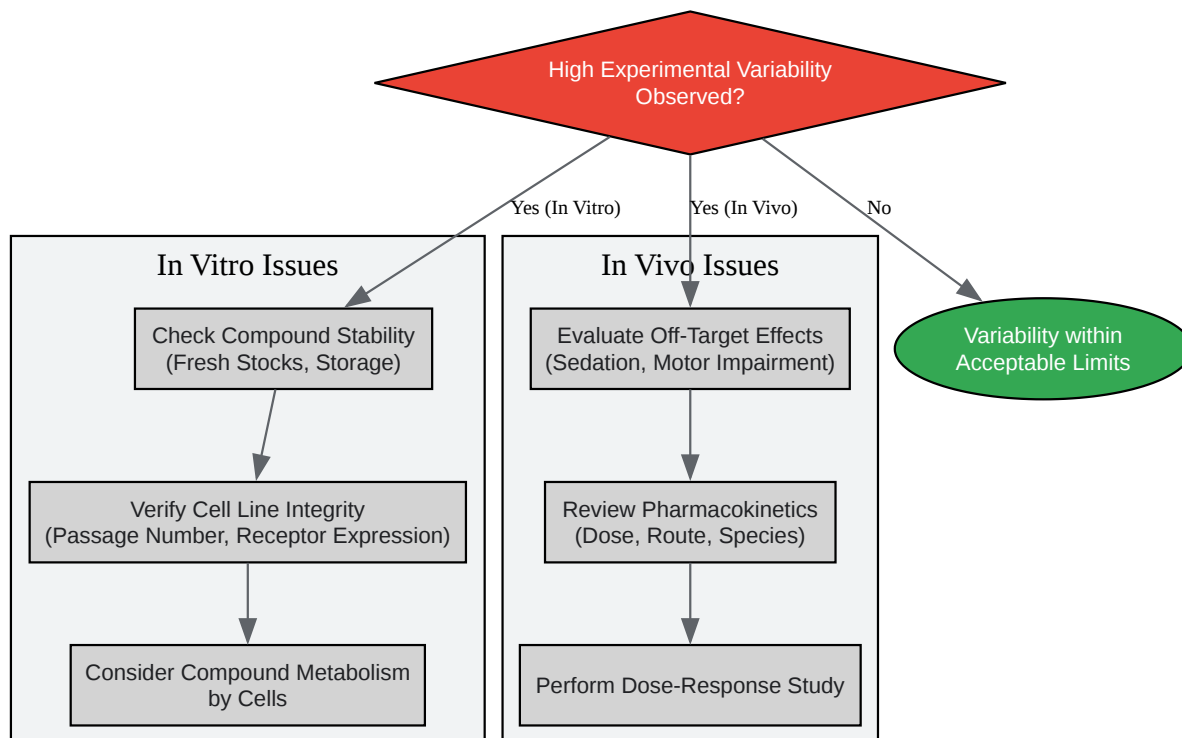 High Experimental Variability
Observed?
Yes (In Vitro)
Yes (In Vivo)
No
In Vitro Issues
In Vivo Issues
Check Compound Stability
(Fresh Stocks, Storage)
Evaluate Off-Target Effects
(Sedation, Motor Impairment)
Variability within
Acceptable Limits
Verify Cell Line Integrity
(Passage Number, Receptor Expression)
Review Pharmacokinetics
(Dose, Route, Species)
Consider Compound Metabolism
by Cells
Perform Dose-Response Study